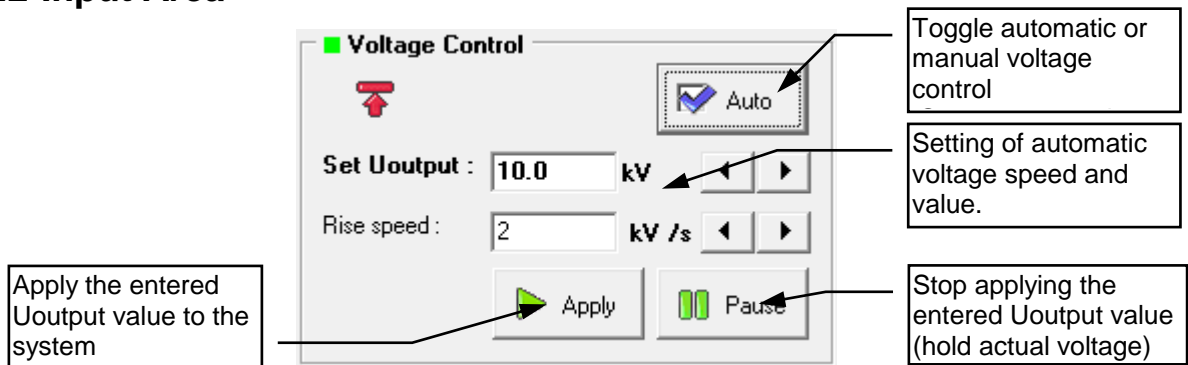 Input Area
Voltage Control
Auto
Set Uoutput :
10.0
kV
Rise speed :
2
kV /s
Apply
Pause
Toggle automatic or
manual voltage
control
Setting of automatic
voltage speed and
value.
Apply the entered
Uoutput value to the
system
Stop applying the
entered Uoutput value
(hold actual voltage)